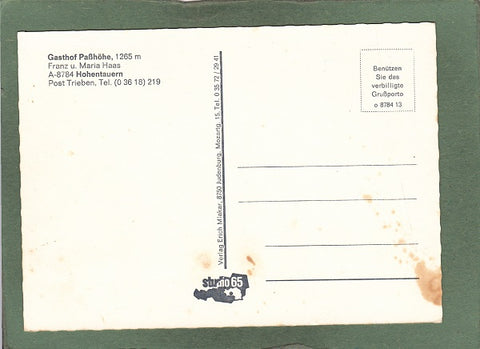 Gasthof Paßhöhe, 1265 m
Franz u. Maria Haas
A-8784 Hohentauern
Post Trieben, Tel. (0 36 18) 219
Benützen
Sie das
verbilligte
Grußporto
o 8784 13
Verlag Erich Mlakar, 8750 Judenburg, Mozartg. 15, Tel. 0 35 72 / 29 41
studio 65